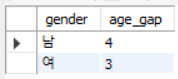 gender age_gap
남 4
여 3